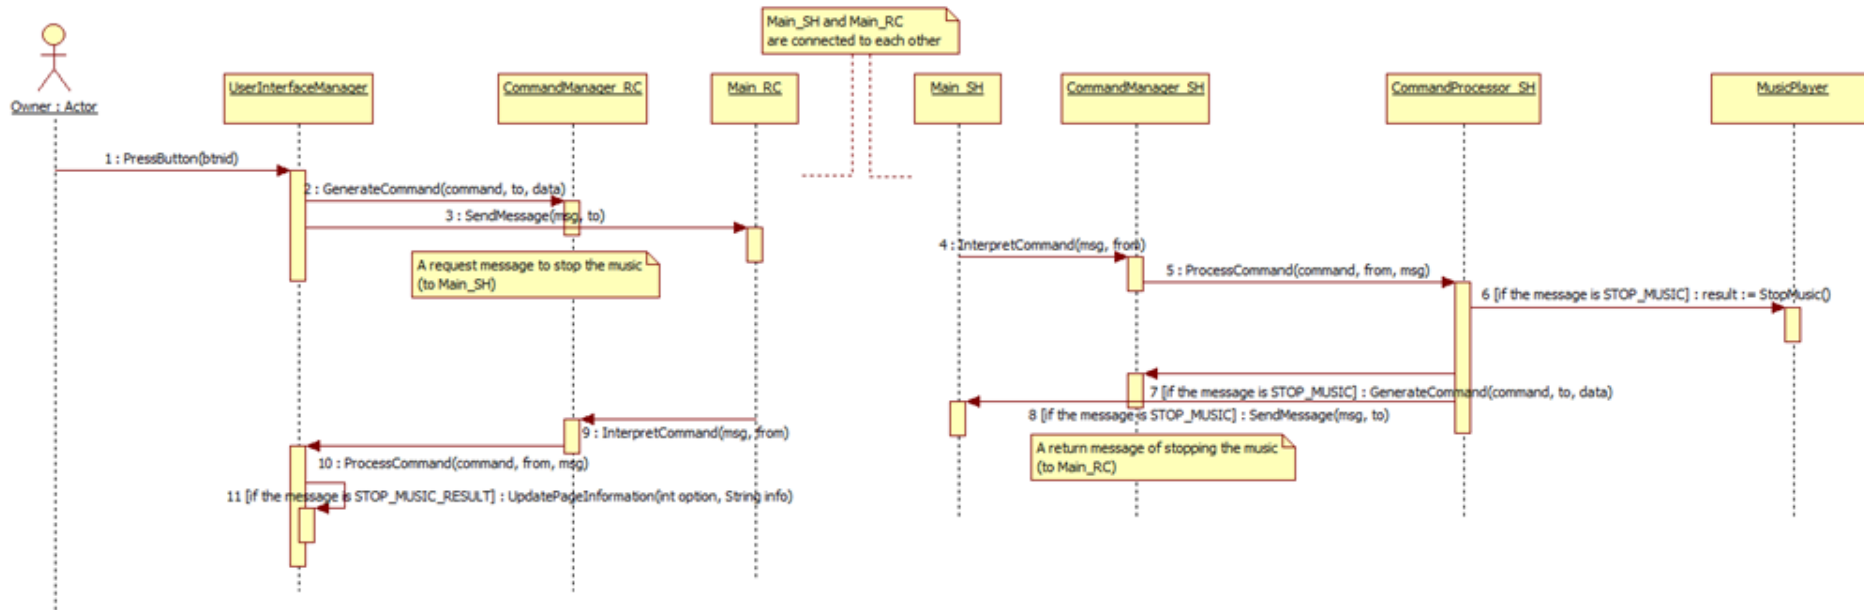 Main_SH and Main_RC
are connected to each other
Owner : Actor
UserInterfaceManager
CommandManager_RC
Main_RC
Main_SH
CommandManager_SH
CommandProcessor_SH
MusicPlayer
1 : PressButton(btnid)
2 : GenerateCommand(command, to, data)
3 : SendMessage(msg, to)
A request message to stop the music
(to Main_SH)
4 : InterpretCommand(msg, from)
5 : ProcessCommand(command, from, msg)
6 [if the message is STOP_MUSIC] : result := StopMusic()
7 [if the message is STOP_MUSIC] : GenerateCommand(command, to, data)
8 [if the message is STOP_MUSIC] : SendMessage(msg, to)
A return message of stopping the music
(to Main_RC)
9 : InterpretCommand(msg, from)
10 : ProcessCommand(command, from, msg)
11 [if the message is STOP_MUSIC_RESULT] : UpdatePageInformation(int option, String info)